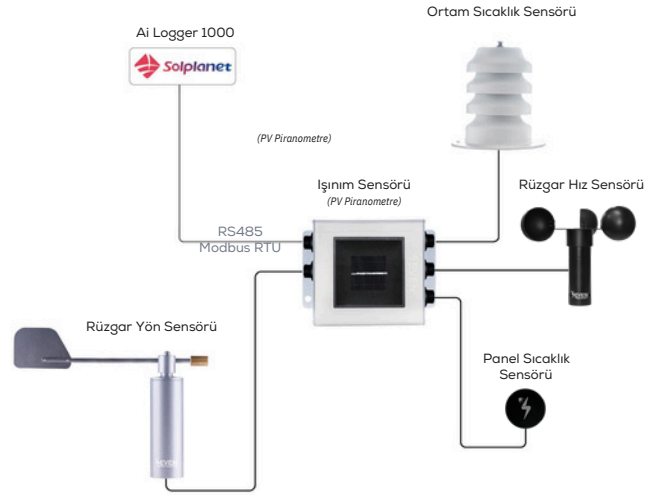 Ortam Sıcaklık Sensörü
Ai Logger 1000
Solplanet
(PV Piranometre)
Işınım Sensörü
(PV Piranometre)
Rüzgar Hız Sensörü
RS485
Modbus RTU
Rüzgar Yön Sensörü
Panel Sıcaklık
Sensörü